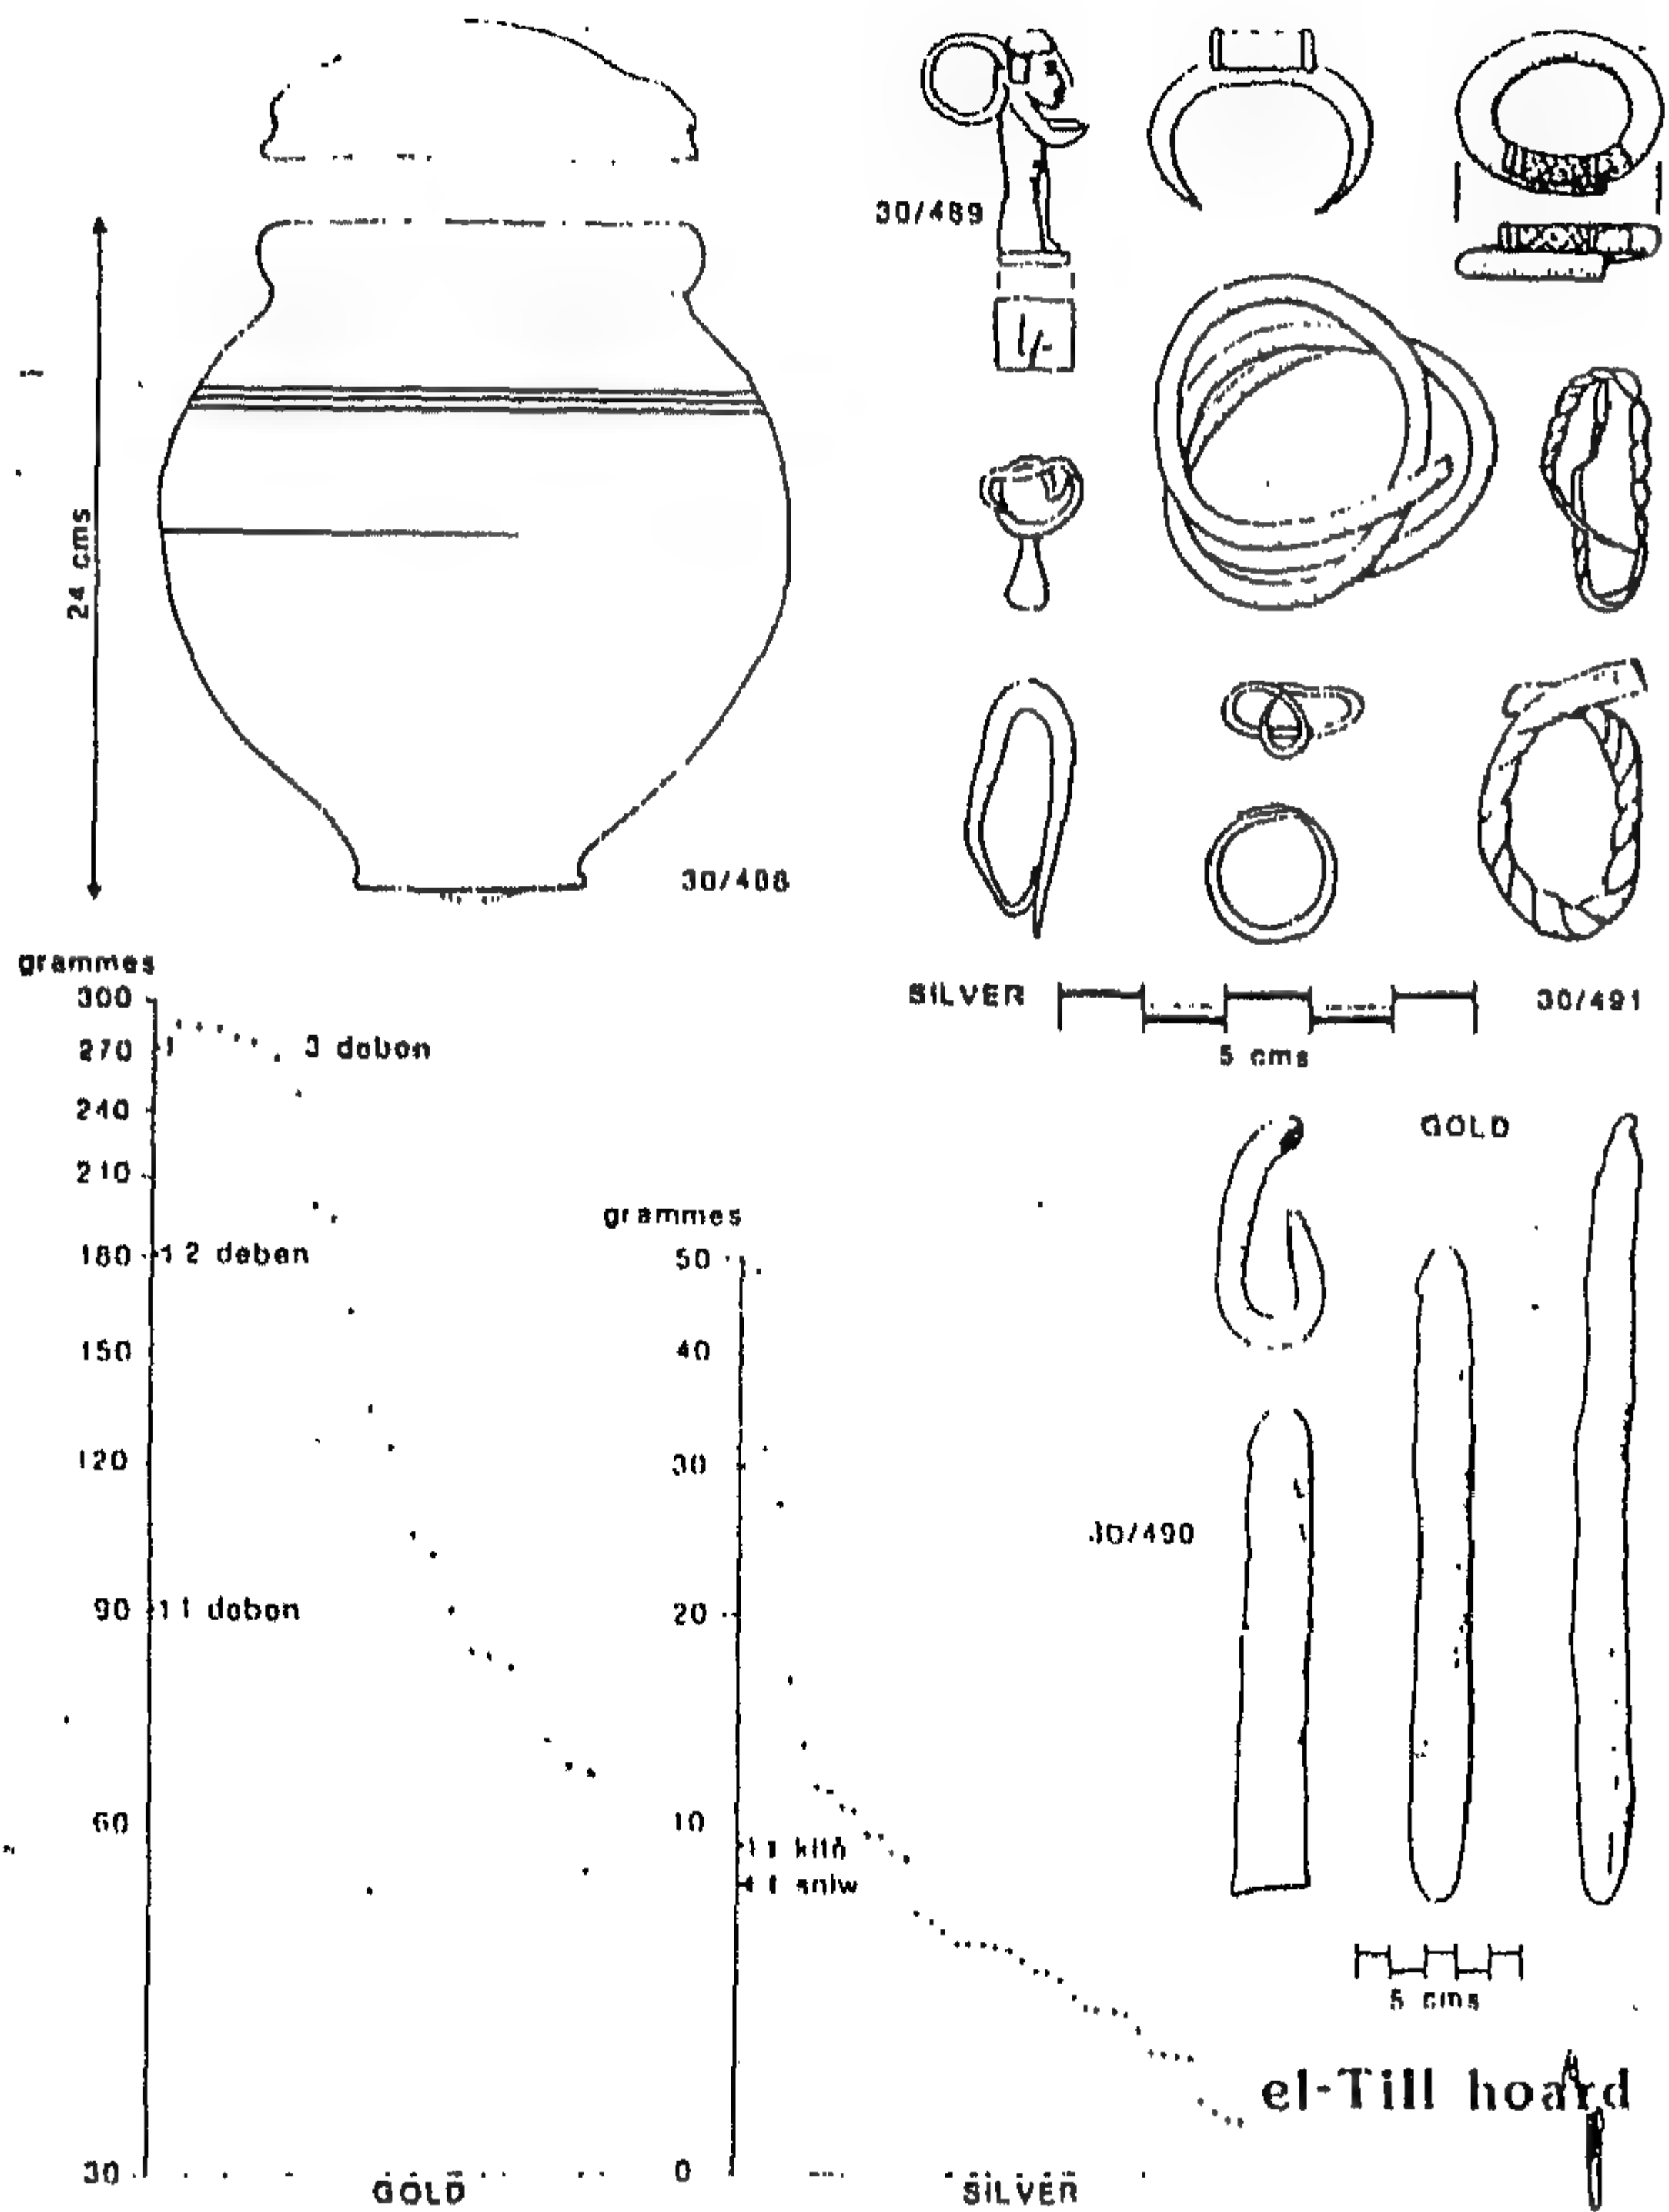 24 cms
30/488
30/489
SILVER
5 cms
30/491
grammes
300
270
3 deben
240
210
180
2 deben
150
120
90
1 deben
60
30
GOLD
grammes
50
40
30
20
10
1 kitě
1 sniw
0
SILVER
GOLD
30/490
5 cms
el-Till hoard